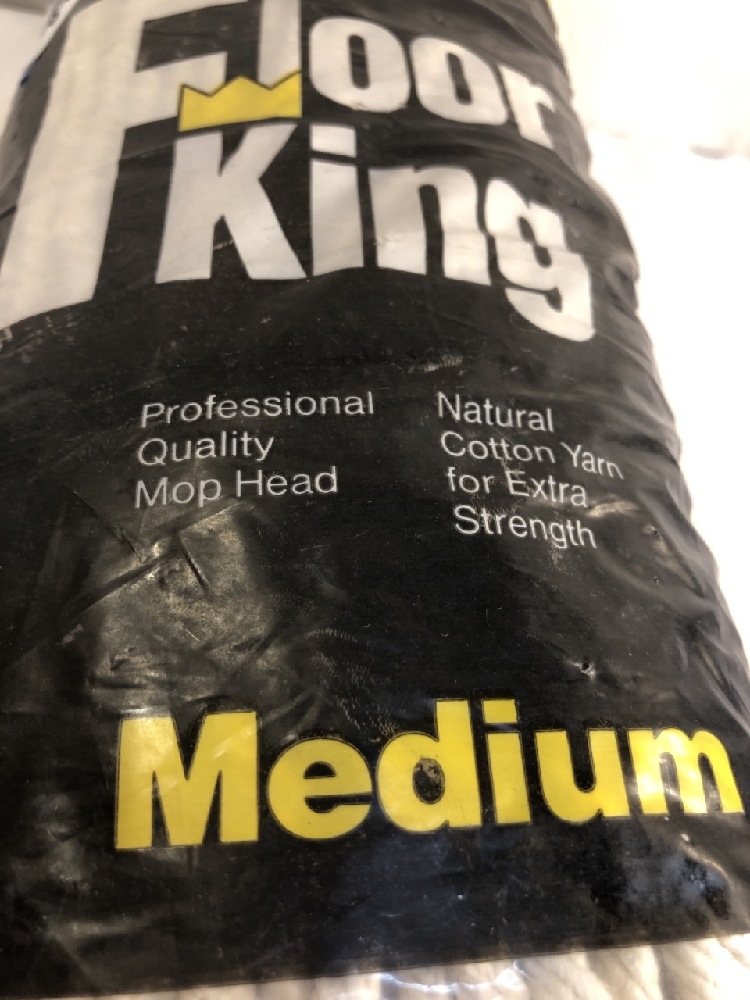 Floor
King
Professional
Quality
Mop Head
Natural
Cotton Yarn
for Extra
Strength
Medium